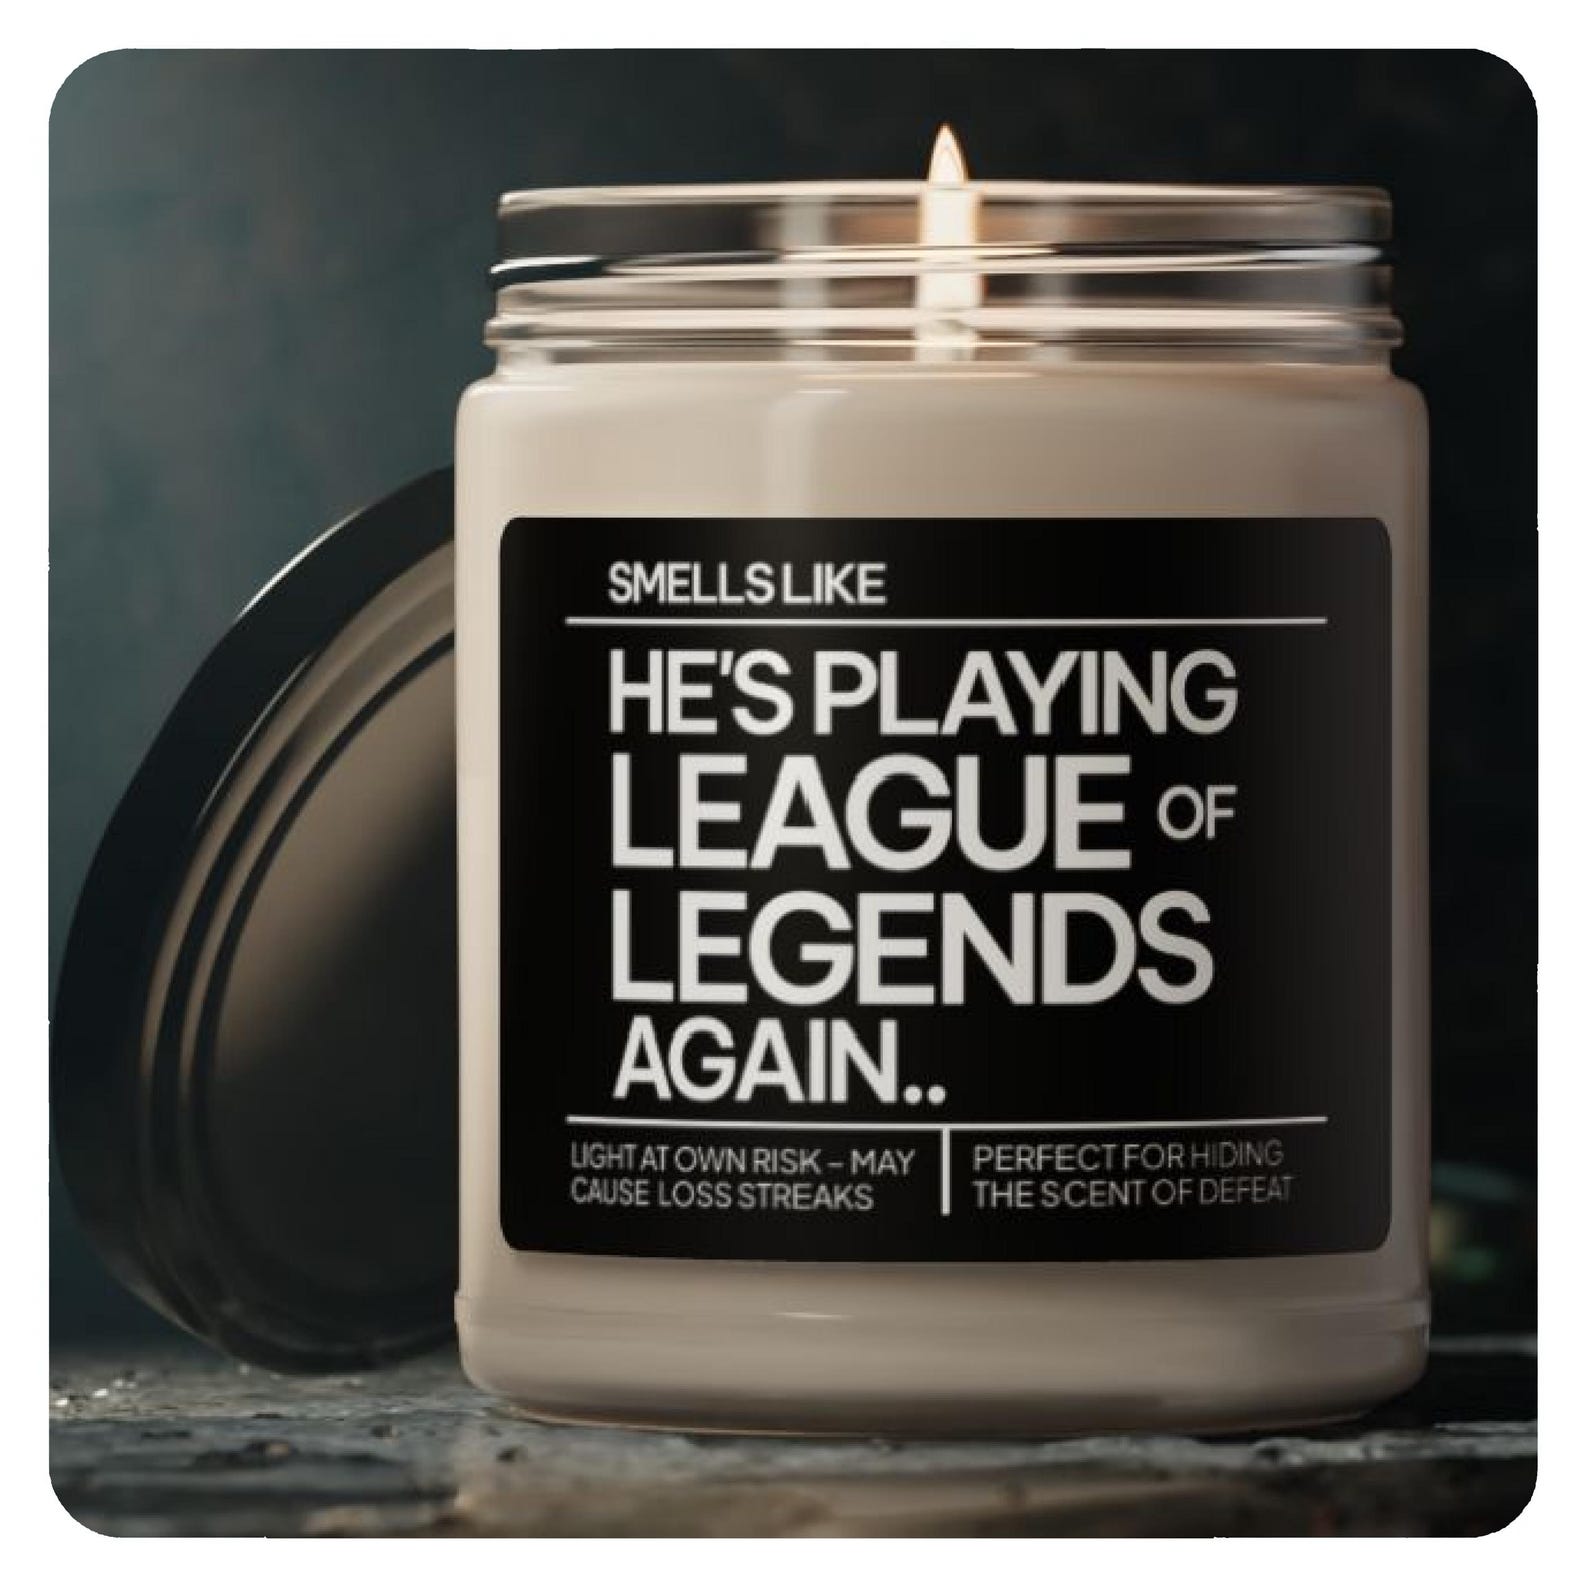 SMELLS LIKE
HE'S PLAYING
LEAGUE OF
LEGENDS
AGAIN..
LIGHT AT OWN RISK – MAY
CAUSE LOSS STREAKS
PERFECT FOR HIDING
THE SCENT OF DEFEAT